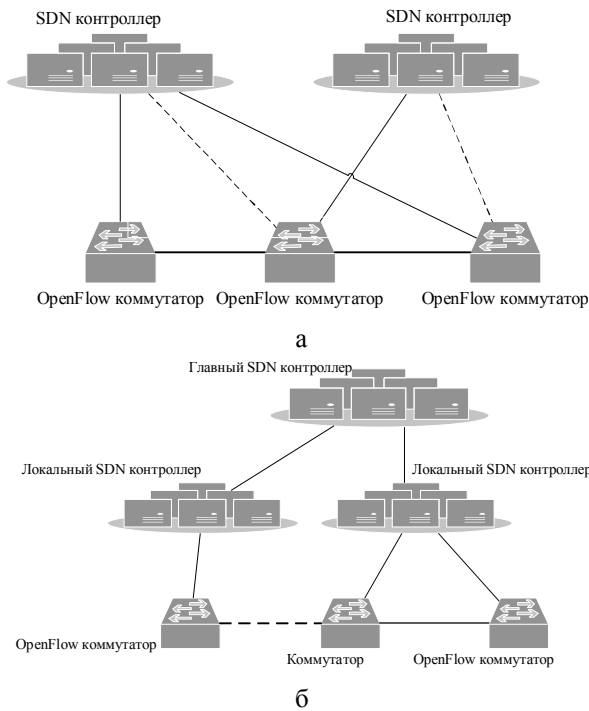 SDN контроллер
SDN контроллер
OpenFlow коммутатор
OpenFlow коммутатор
OpenFlow коммутатор
а
Главный SDN контроллер
Локальный SDN контроллер
Локальный SDN контроллер
OpenFlow коммутатор
Коммутатор
OpenFlow коммутатор
б